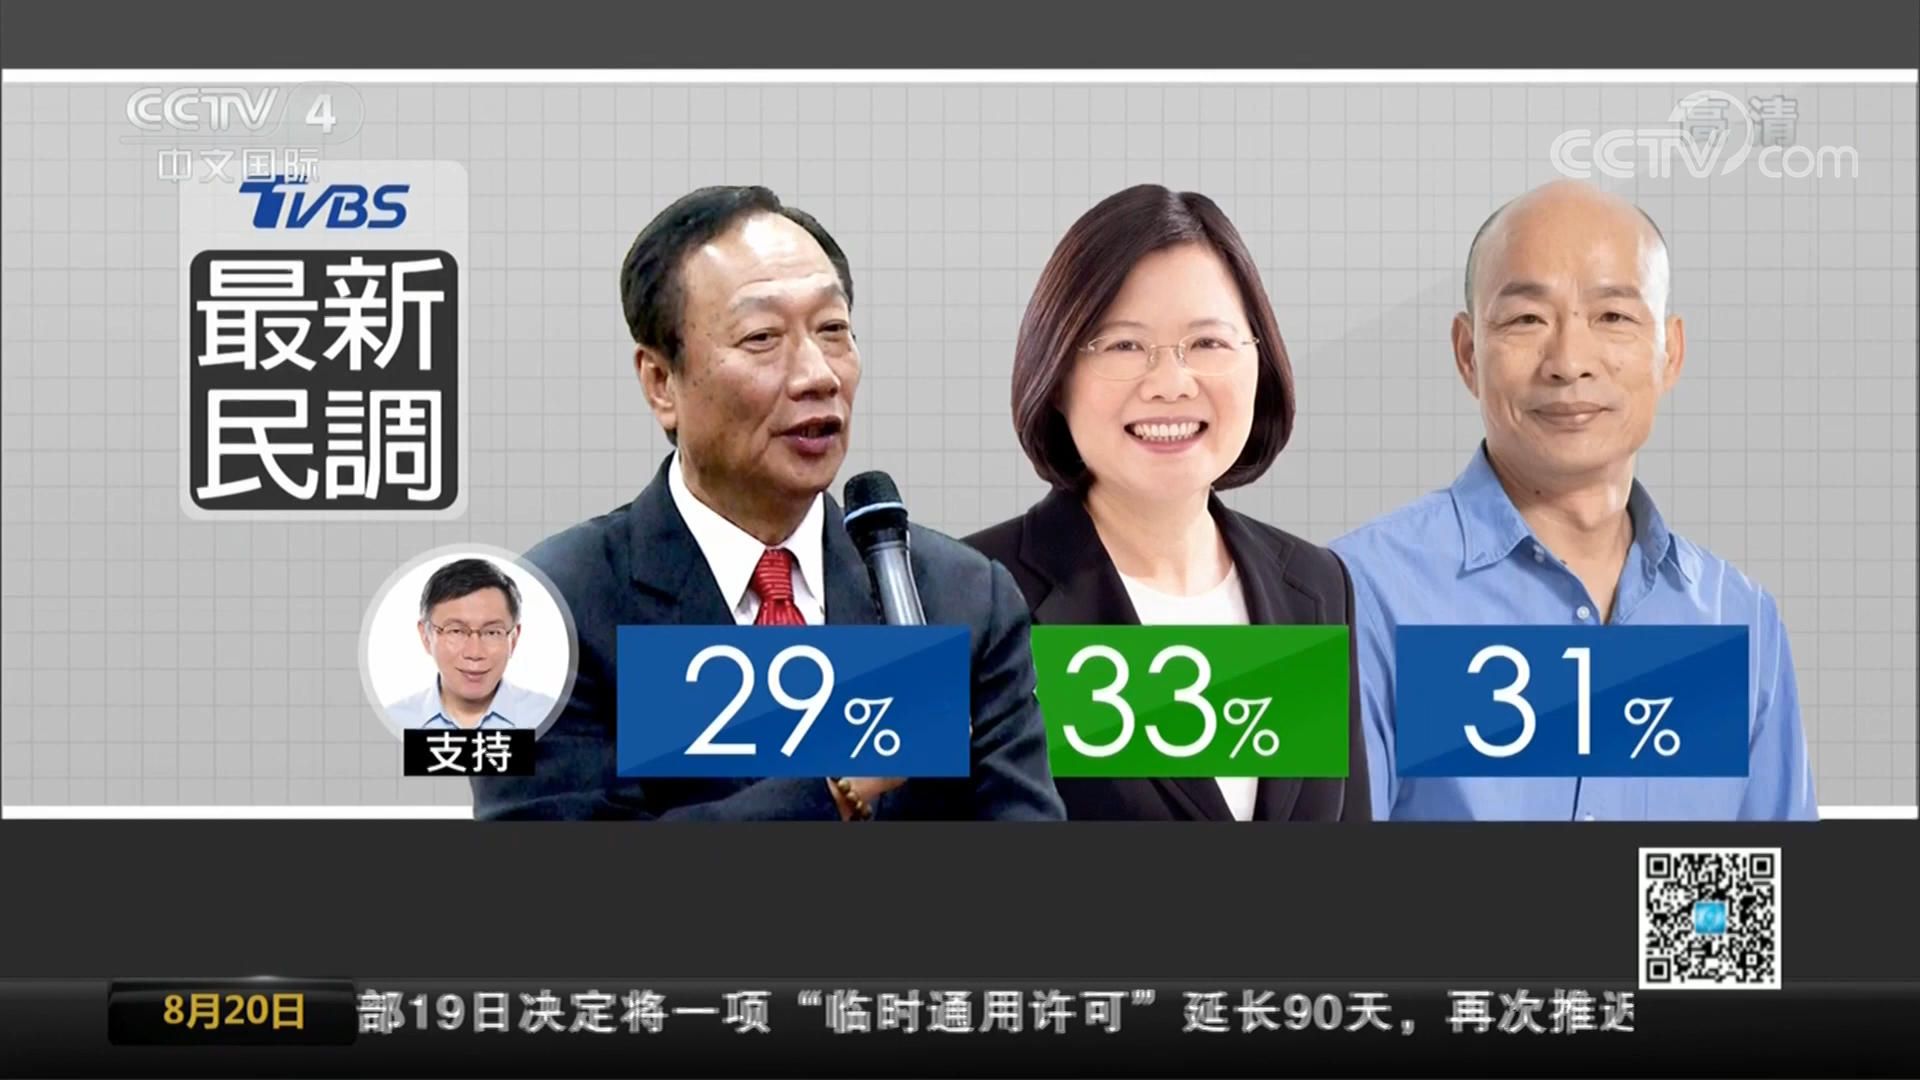 CCTV 4
中文国际
高清
CCTV.com
TVBS
最新
民調
支持
29%
33%
31%
8月20日
部19日决定将一项“临时通用许可”延长90天，再次推迟